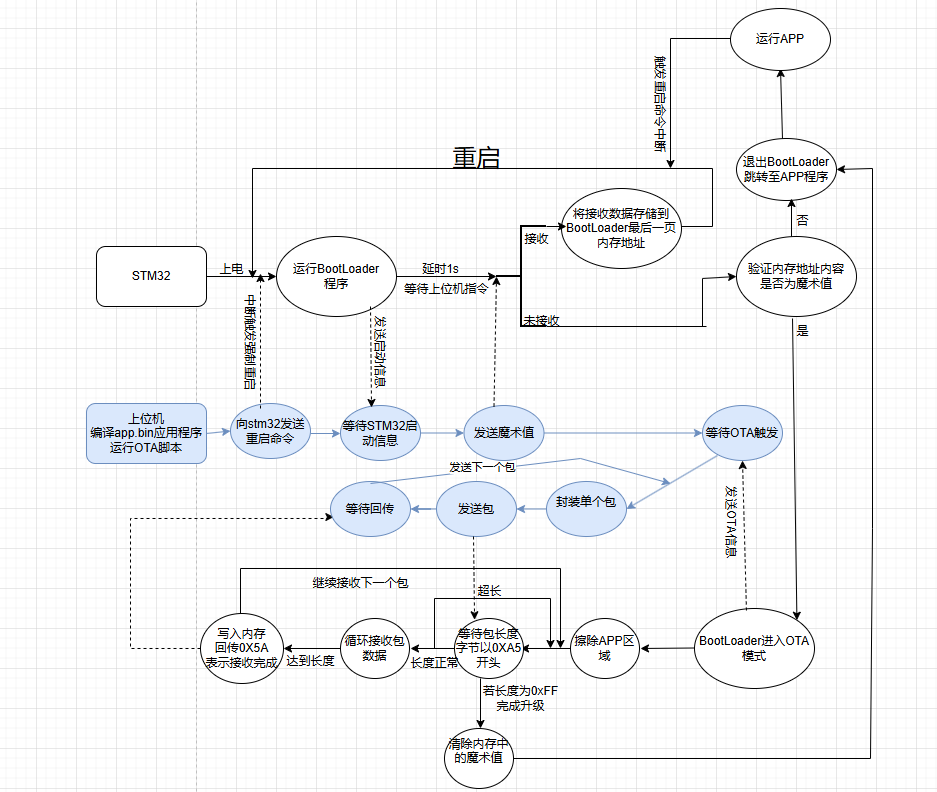 运行APP
触发重启命令中断
重启
退出BootLoader
跳转至APP程序
否
将接收数据存储到
BootLoader最后一页
内存地址
接收
STM32
上电
运行BootLoader
程序
延时1s
等待上位机指令
验证内存地址内容
是否为魔术值
未接收
是
中断触发强制重启
发送启动信息
上位机
编译app.bin应用程序
运行OTA脚本
向stm32发送
重启命令
等待STM32启
动信息
发送魔术值
等待OTA触发
发送下一个包
等待回传
发送包
封装单个包
发送OTA信息
继续接收下一个包
超长
写入内存
回传0X5A
表示接收完成
达到长度
循环接收包
数据
长度正常
等待包长度
字节以0XA5
开头
擦除APP区
域
BootLoader进入OTA
模式
若长度为0xFF
完成升级
清除内存中
的魔术值